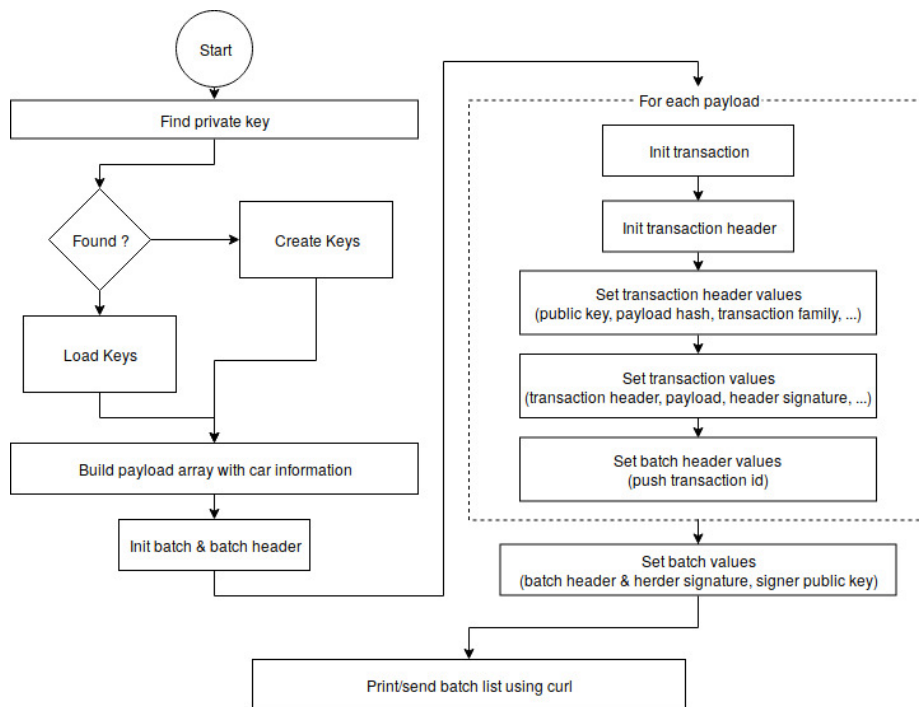 Start
Find private key
Found ?
Create Keys
Load Keys
Build payload array with car information
Init batch & batch header
For each payload
Init transaction
Init transaction header
Set transaction header values
(public key, payload hash, transaction family, ...)
Set transaction values
(transaction header, payload, header signature, ...)
Set batch header values
(push transaction id)
Set batch values
(batch header & herder signature, signer public key)
Print/send batch list using curl